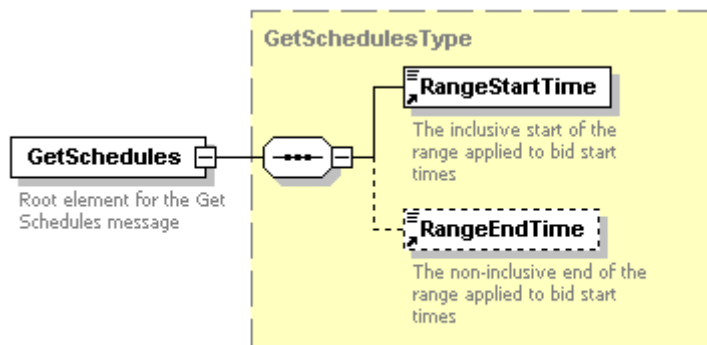 GetSchedulesType
RangeStartTime
The inclusive start of the
range applied to bid start
times
GetSchedules
Root element for the Get
Schedules message
RangeEndTime
The non-inclusive end of the
range applied to bid start
times